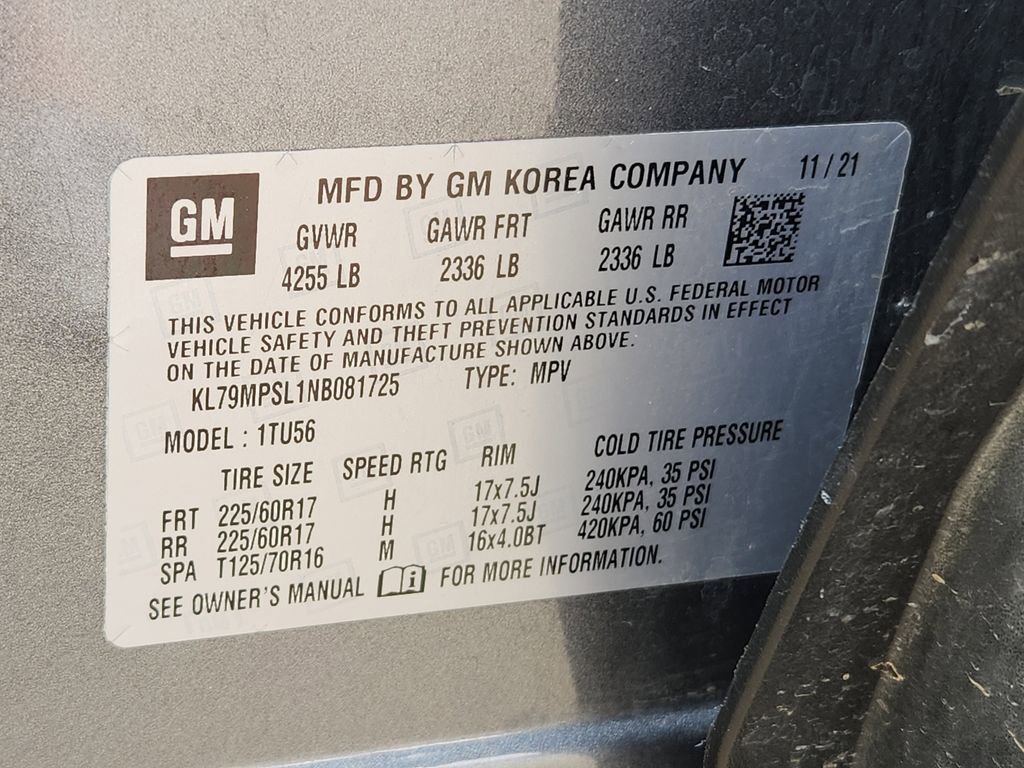 GM
MFD BY GM KOREA COMPANY 11/21
GVWR GAWR FRT GAWR RR
4255 LB 2336 LB 2336 LB
THIS VEHICLE CONFORMS TO ALL APPLICABLE U.S. FEDERAL MOTOR
VEHICLE SAFETY AND THEFT PREVENTION STANDARDS IN EFFECT
ON THE DATE OF MANUFACTURE SHOWN ABOVE.
KL79MPSL1NB081725 TYPE: MPV
MODEL : 1TU56
TIRE SIZE SPEED RTG RIM COLD TIRE PRESSURE
FRT 225/60R17 H 17x7.5J 240KPA, 35 PSI
RR 225/60R17 H 17x7.5J 240KPA, 35 PSI
SPA T125/70R16 M 16x4.0BT 420KPA, 60 PSI
SEE OWNER'S MANUAL FOR MORE INFORMATION.